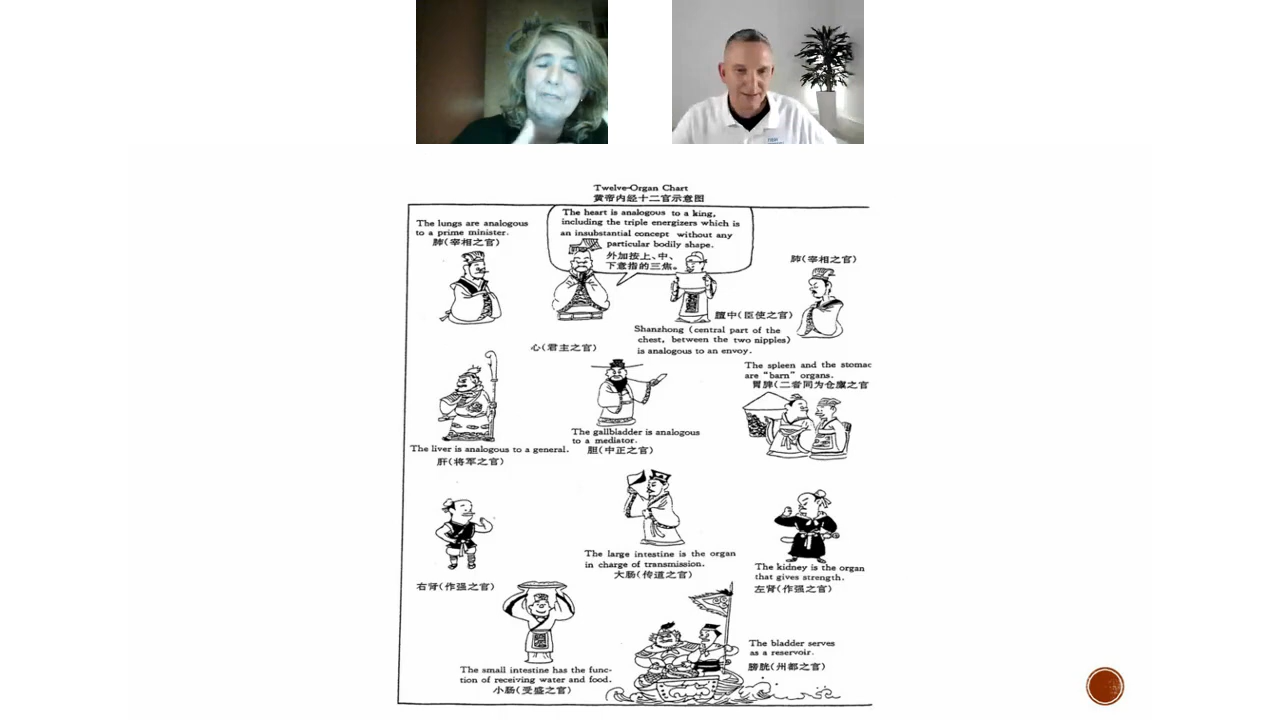 Twelve-Organ Chart
黄帝内经十二官示意图
The lungs are analogous
to a prime minister.
肺(宰相之官)
The heart is analogous to a king,
including the triple energizers which is
an insubstantial concept without any
particular bodily shape.
外加按上、中、
下意指的三焦。
肺(宰相之官)
膻中(臣使之官)
Shanzhong (central part of the
chest, between the two nipples)
is analogous to an envoy.
心(君主之官)
The spleen and the stomac
are "barn" organs.
胃脾(二者同为仓廪之官
The liver is analogous to a general.
肝(将军之官)
The gallbladder is analogous
to a mediator.
胆(中正之官)
The large intestine is the organ
in charge of transmission.
大肠(传道之官)
The kidney is the organ
that gives strength.
左肾(作强之官)
右肾(作强之官)
The small intestine has the func-
tion of receiving water and food.
小肠(受盛之官)
The bladder serves
as a reservoir.
膀胱(州都之官)